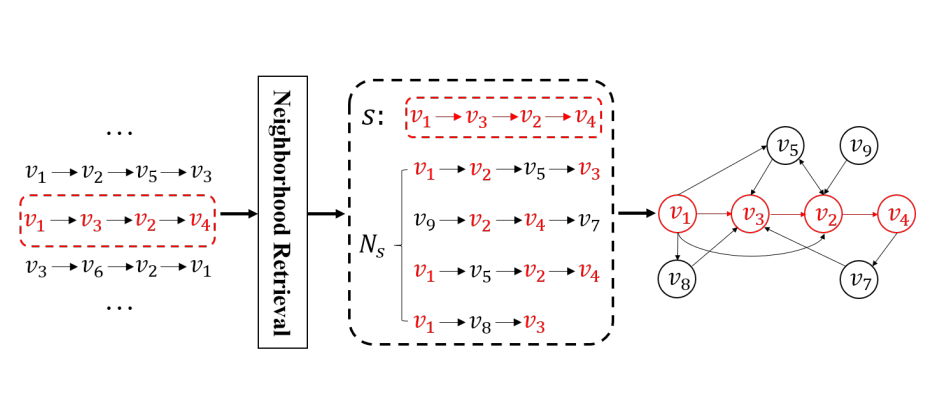 ...
v₁ → v₂ → v₅ → v₃
v₁ → v₃ → v₂ → v₄
v₃ → v₆ → v₂ → v₁
...
Neighborhood Retrieval
s: v₁ → v₃ → v₂ → v₄
Nₛ
v₁ → v₂ → v₅ → v₃
v₉ → v₂ → v₄ → v₇
v₁ → v₅ → v₂ → v₄
v₁ → v₈ → v₃
v₅ v₉
v₁ v₃ v₂ v₄
v₈ v₇